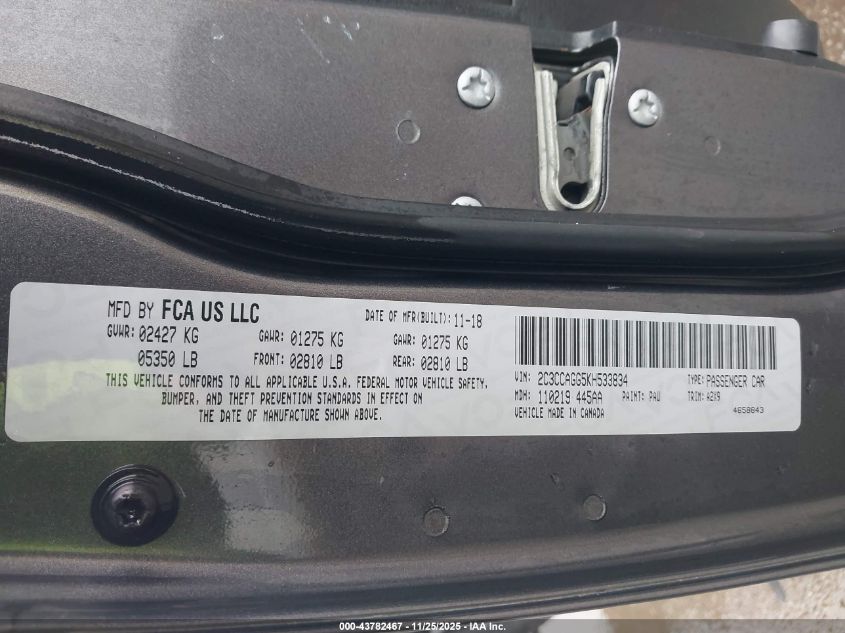 MFD BY FCA US LLC
DATE OF MFR(BUILT): 11-18
GVWR: 02427 KG GAWR: 01275 KG GAWR: 01275 KG
05350 LB FRONT: 02810 LB REAR: 02810 LB
THIS VEHICLE CONFORMS TO ALL APPLICABLE U.S.A. FEDERAL MOTOR VEHICLE SAFETY,
BUMPER, AND THEFT PREVENTION STANDARDS IN EFFECT ON
THE DATE OF MANUFACTURE SHOWN ABOVE.
VIN: 2C3CCAGG5KH533834 TYPE: PASSENGER CAR
MDH: 110219 445AA PAINT: PAU TRIM: A2X9
VEHICLE MADE IN CANADA 4658643
000-43782467 • 11/25/2025 • IAA Inc.